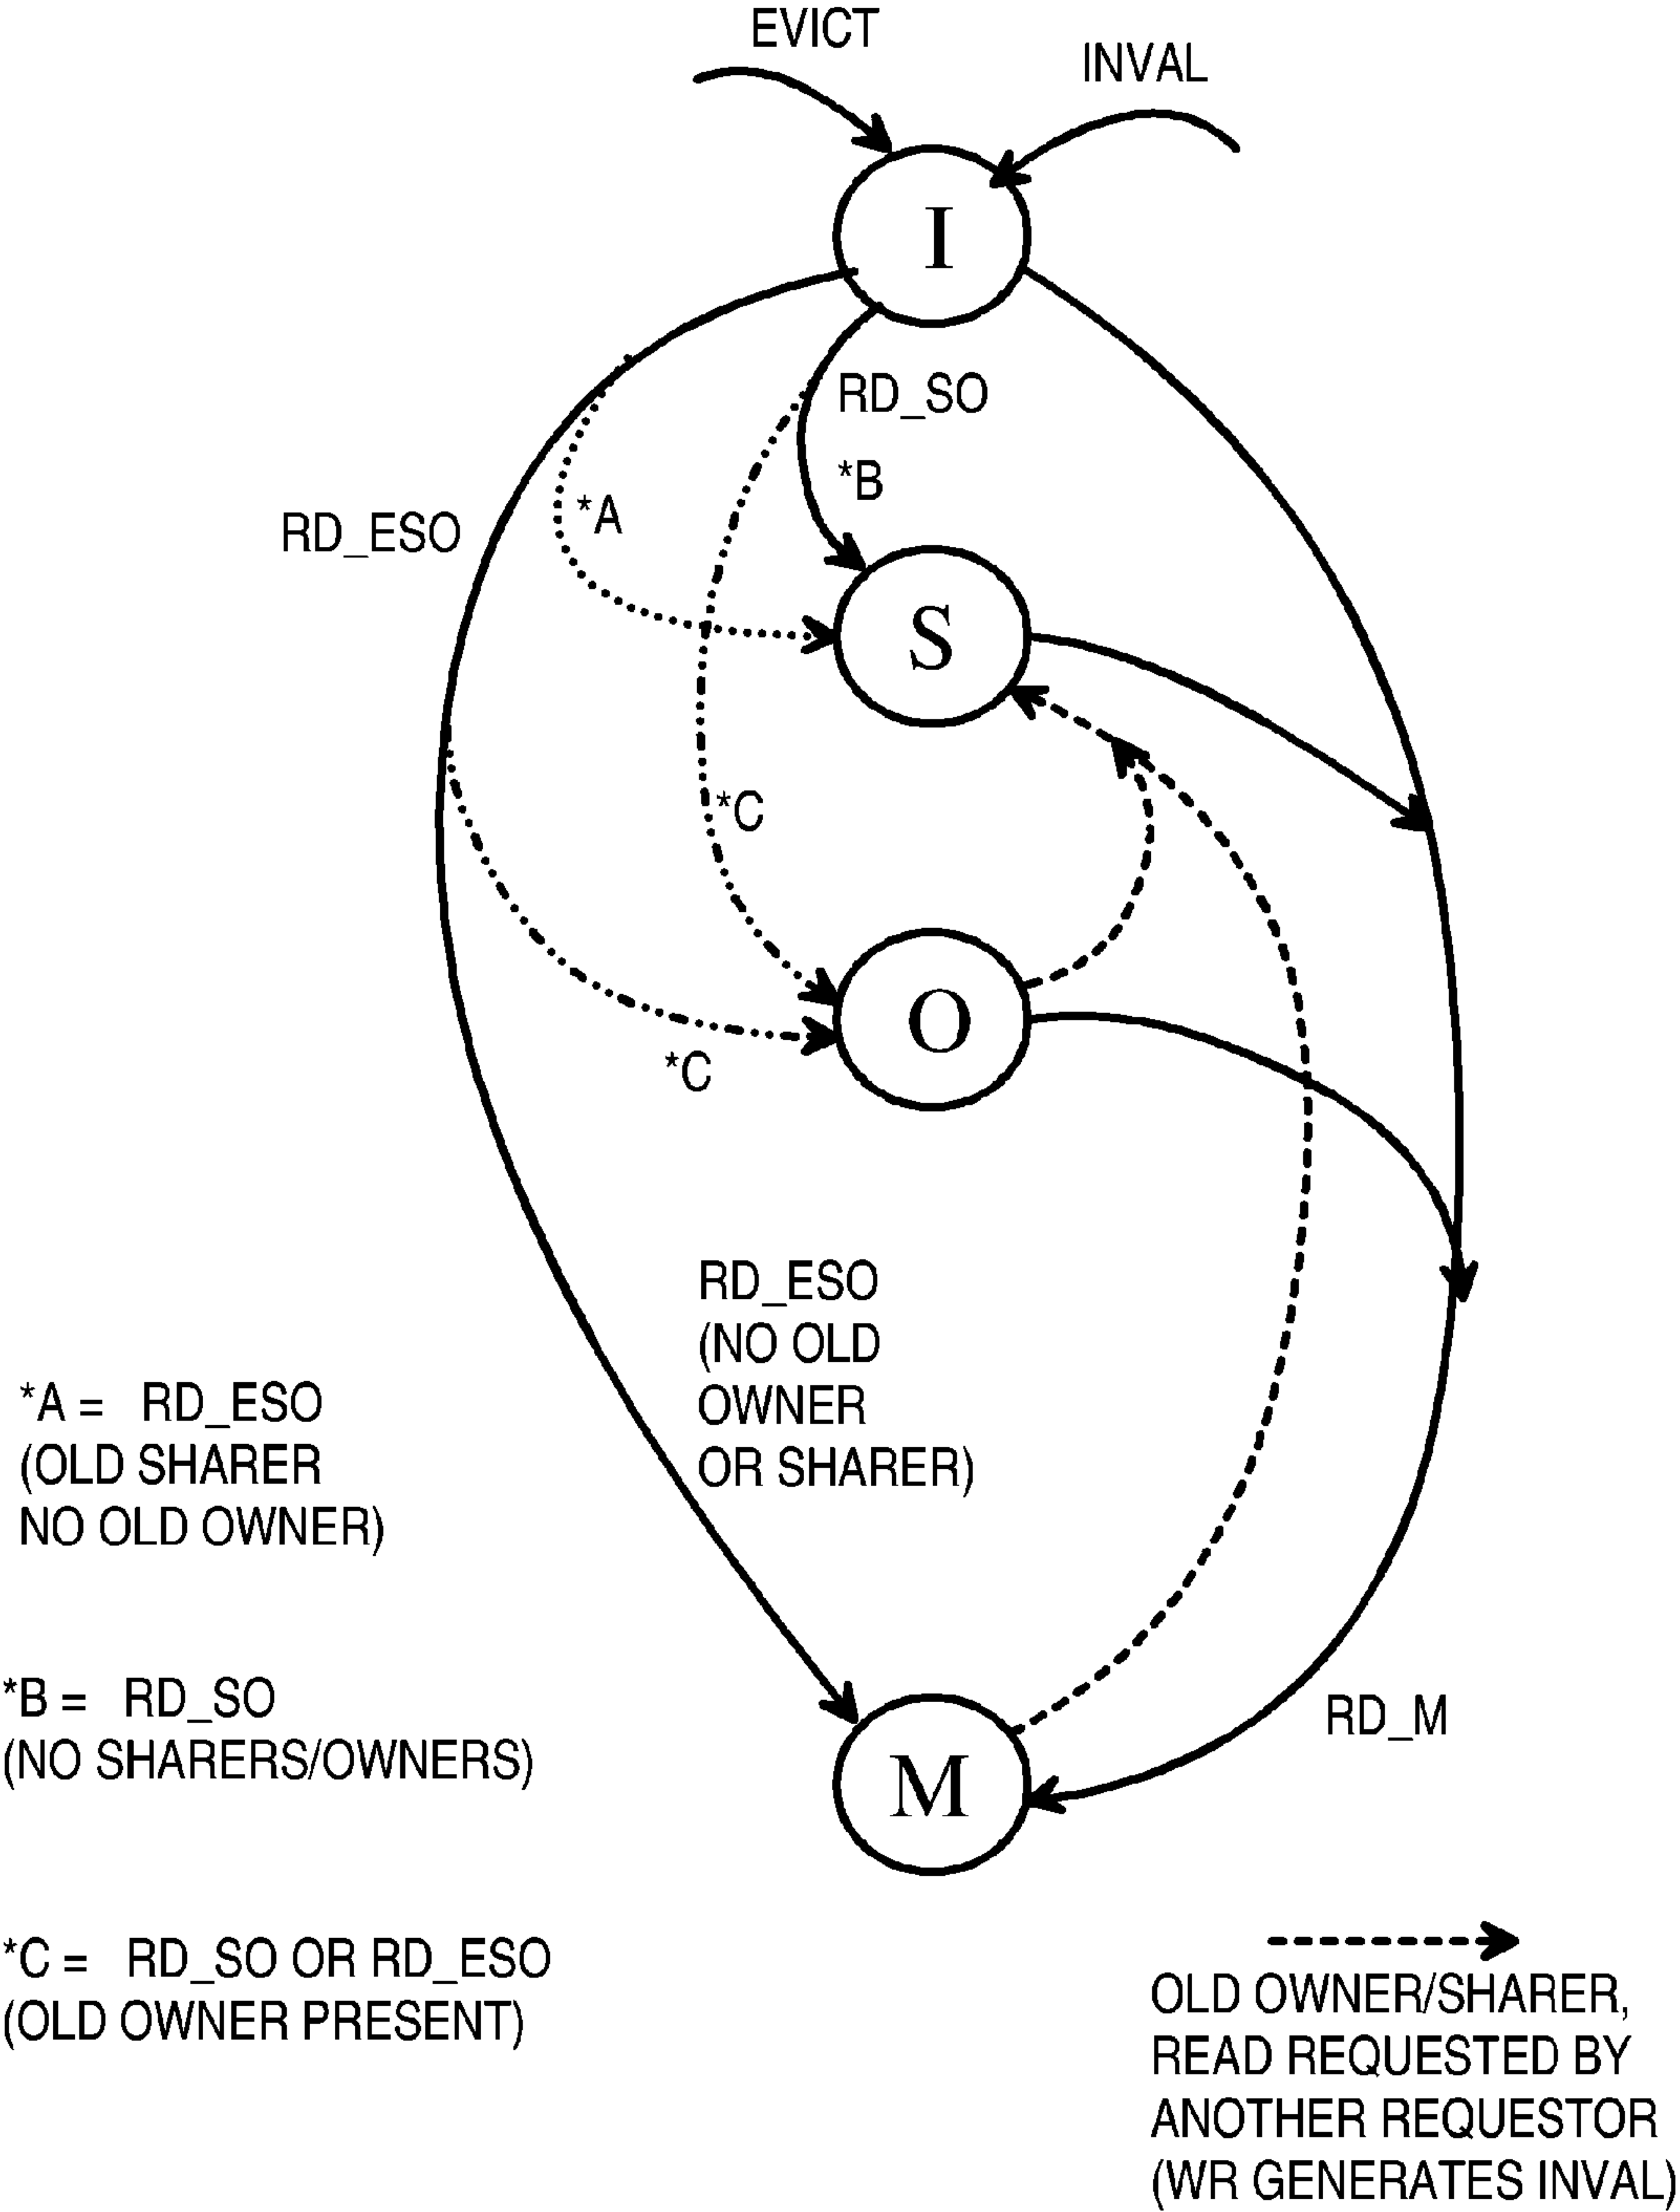 EVICT
INVAL
I
RD_SO
*B
*A
RD_ESO
S
*C
O
*C
RD_ESO
(NO OLD
OWNER
OR SHARER)
*A = RD_ESO
(OLD SHARER
NO OLD OWNER)
*B = RD_SO
(NO SHARERS/OWNERS)
RD_M
M
*C = RD_SO OR RD_ESO
(OLD OWNER PRESENT)
OLD OWNER/SHARER,
READ REQUESTED BY
ANOTHER REQUESTOR
(WR GENERATES INVAL)